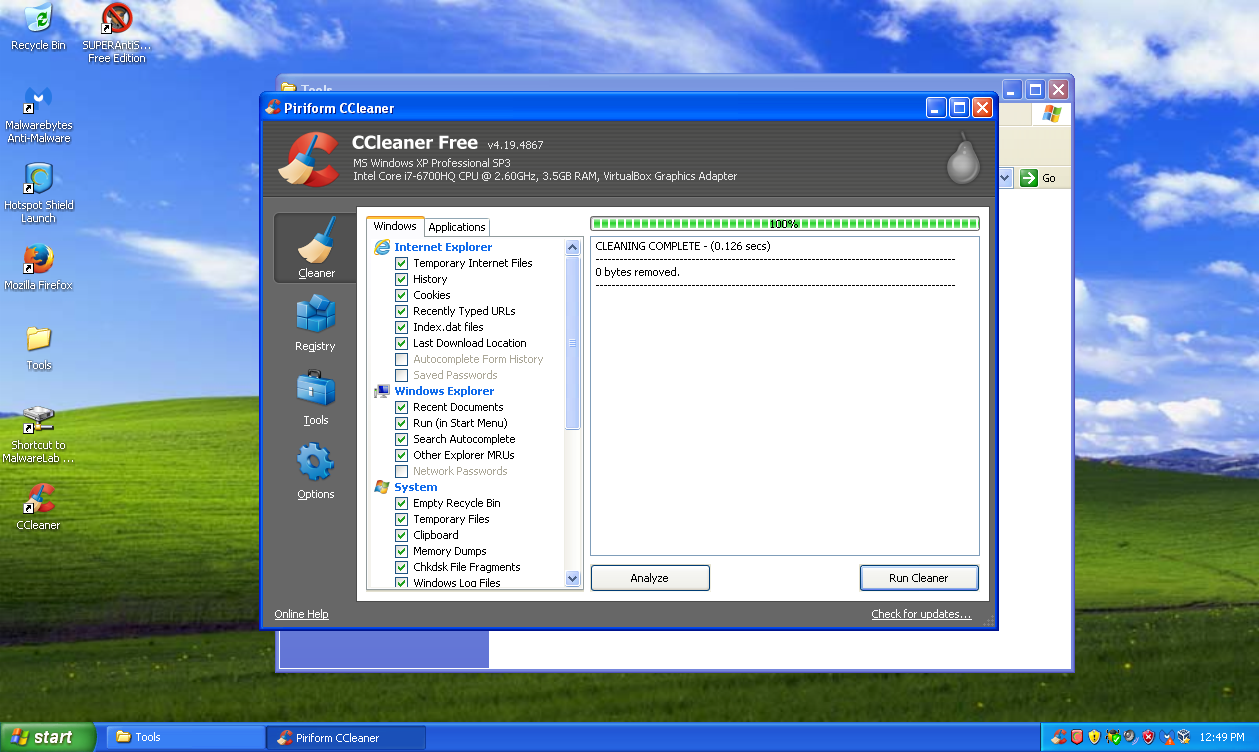 Recycle Bin
SUPERAntiS...
Free Edition
Malwarebytes
Anti-Malware
Hotspot Shield
Launch
Mozilla Firefox
Tools
Shortcut to
MalwareLab ...
CCleaner
Tools
Go
Piriform CCleaner
CCleaner Free v4.19.4867
MS Windows XP Professional SP3
Intel Core i7-6700HQ CPU @ 2.60GHz, 3.5GB RAM, VirtualBox Graphics Adapter
Cleaner
Registry
Tools
Options
Windows
Applications
Internet Explorer
Temporary Internet Files
History
Cookies
Recently Typed URLs
Index.dat files
Last Download Location
Autocomplete Form History
Saved Passwords
Windows Explorer
Recent Documents
Run (in Start Menu)
Search Autocomplete
Other Explorer MRUs
Network Passwords
System
Empty Recycle Bin
Temporary Files
Clipboard
Memory Dumps
Chkdsk File Fragments
Windows Log Files
100%
CLEANING COMPLETE - (0.126 secs)
0 bytes removed.
Analyze
Run Cleaner
Online Help
Check for updates...
start
Tools
Piriform CCleaner
12:49 PM